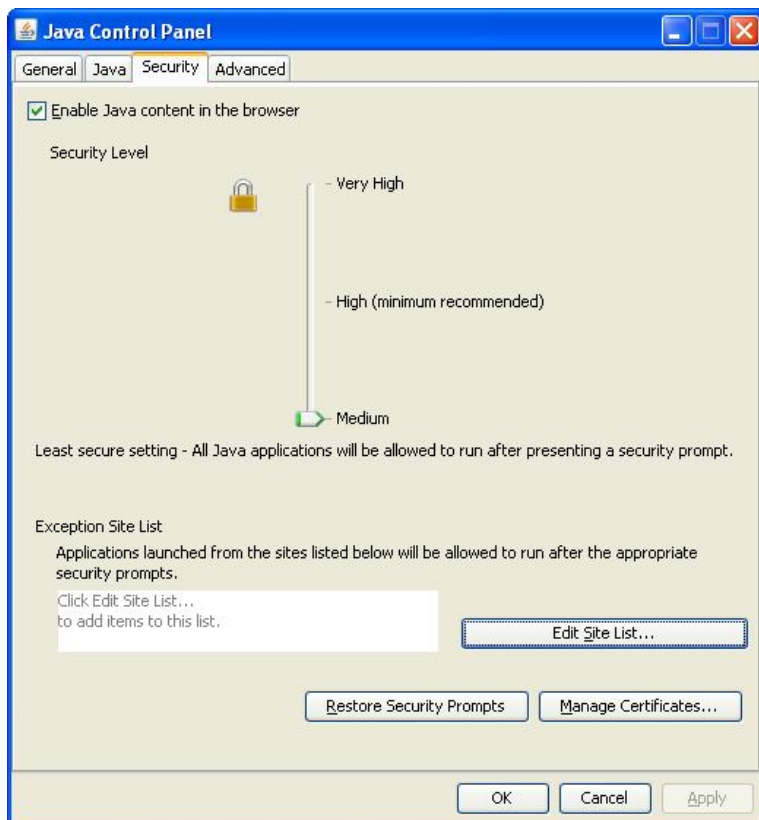 Java Control Panel
General Java Security Advanced
Enable Java content in the browser
Security Level
- Very High
- High (minimum recommended)
- Medium
Least secure setting - All Java applications will be allowed to run after presenting a security prompt.
Exception Site List
Applications launched from the sites listed below will be allowed to run after the appropriate
security prompts.
Click Edit Site List...
to add items to this list.
Edit Site List...
Restore Security Prompts Manage Certificates...
OK Cancel Apply